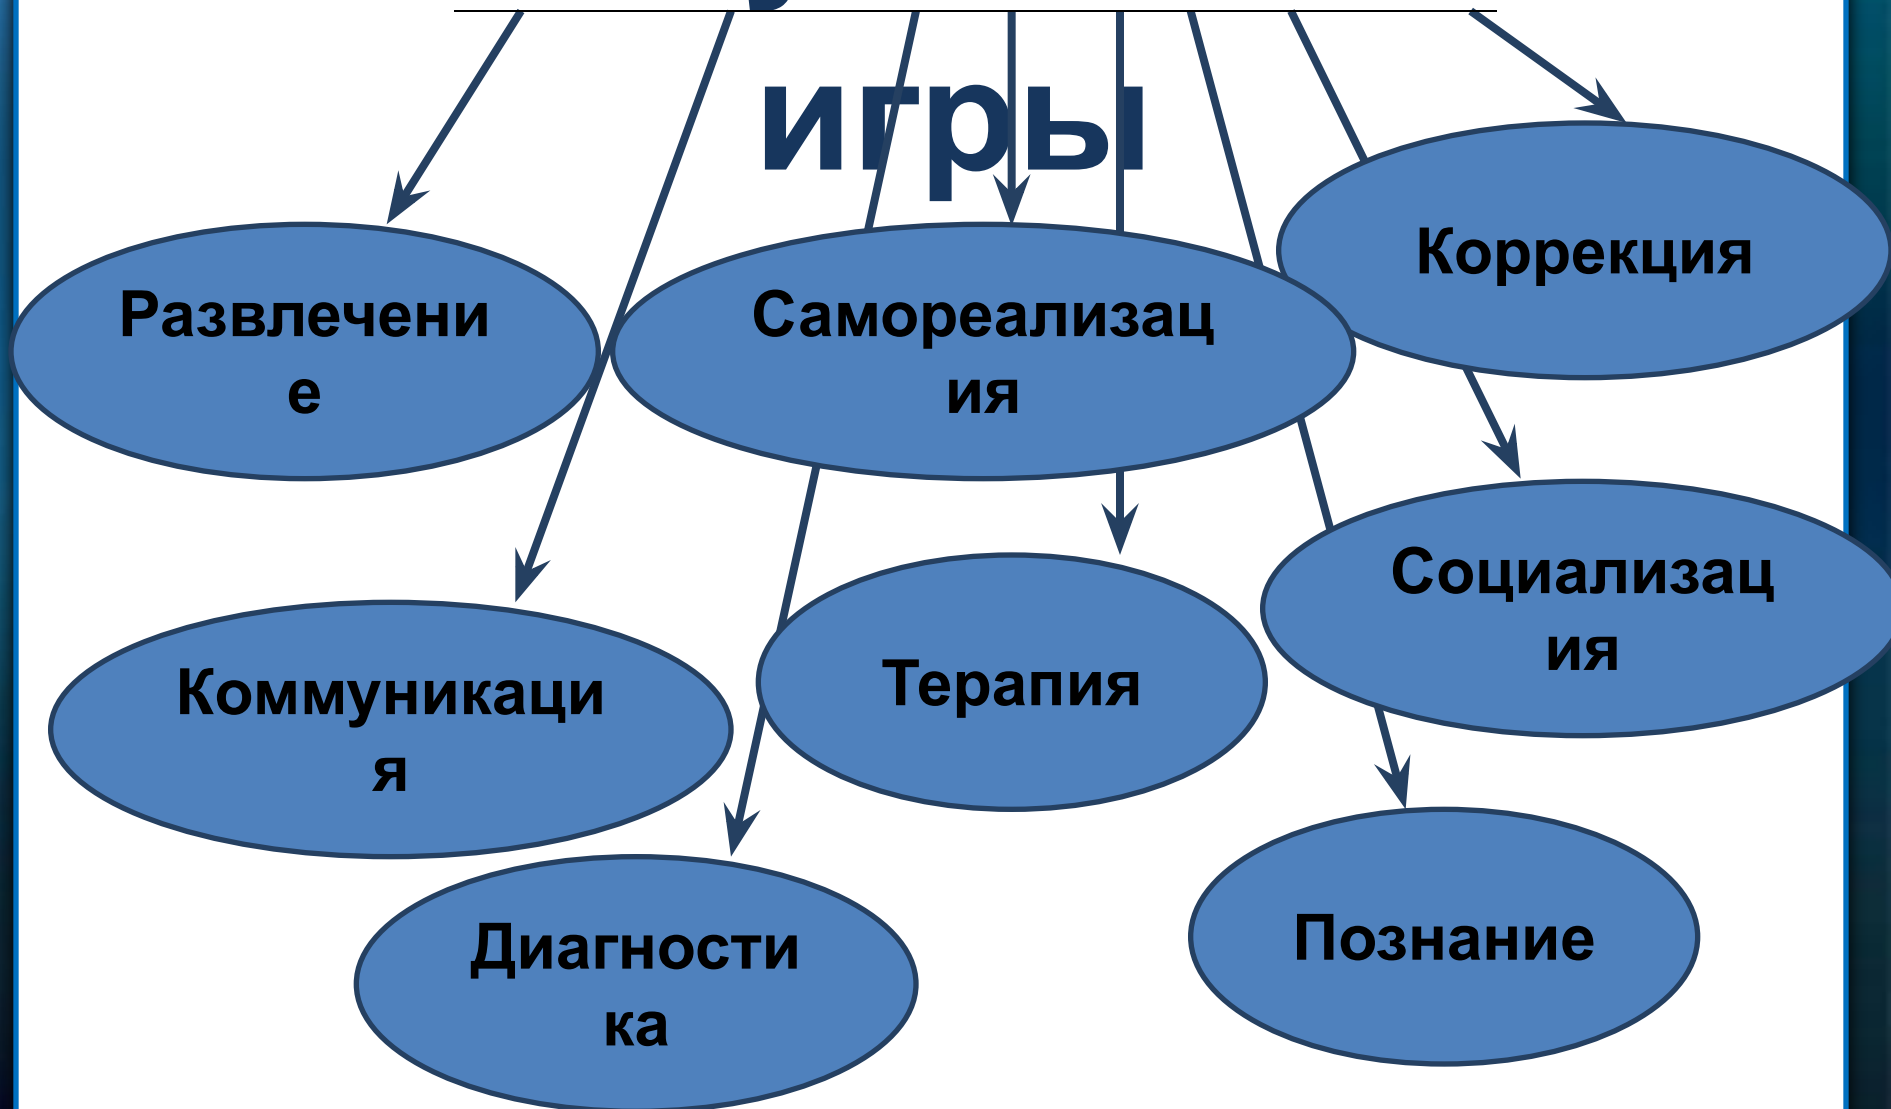 игры
Коррекция
Развлечени
е
Самореализац
ия
Социализац
ия
Коммуникаци
я
Терапия
Диагности
ка
Познание